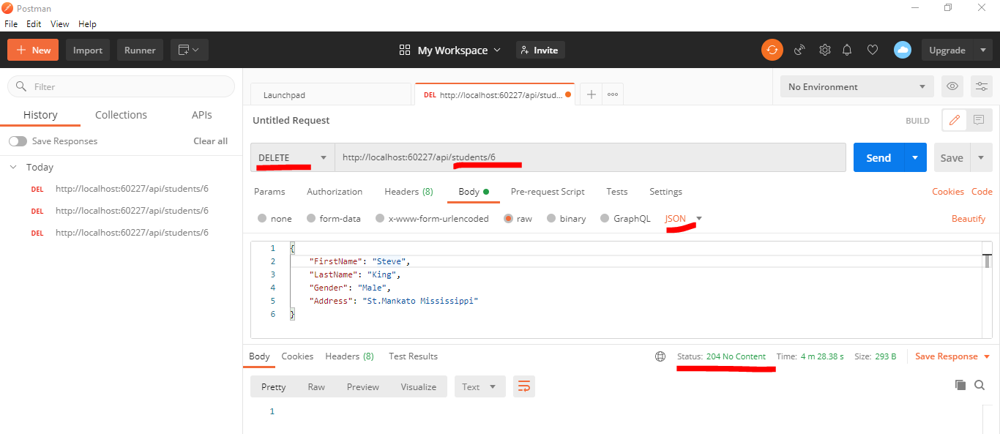 Postman
File Edit View Help
New Import Runner My Workspace Invite Upgrade
Filter
History Collections APIs
Save Responses Clear all
Today
DEL http://localhost:60227/api/students/6
DEL http://localhost:60227/api/students/6
DEL http://localhost:60227/api/students/6
Launchpad DEL http://localhost:60227/api/stud... No Environment
Untitled Request BUILD
DELETE http://localhost:60227/api/students/6 Send Save
Params Authorization Headers (8) Body Pre-request Script Tests Settings Cookies Code
none form-data x-www-form-urlencoded raw binary GraphQL JSON Beautify
1 {
2 "FirstName": "Steve",
3 "LastName": "King",
4 "Gender": "Male",
5 "Address": "St.Mankato Mississippi"
6 }
Body Cookies Headers (8) Test Results Status: 204 No Content Time: 4 m 28.38 s Size: 293 B Save Response
Pretty Raw Preview Visualize Text
1